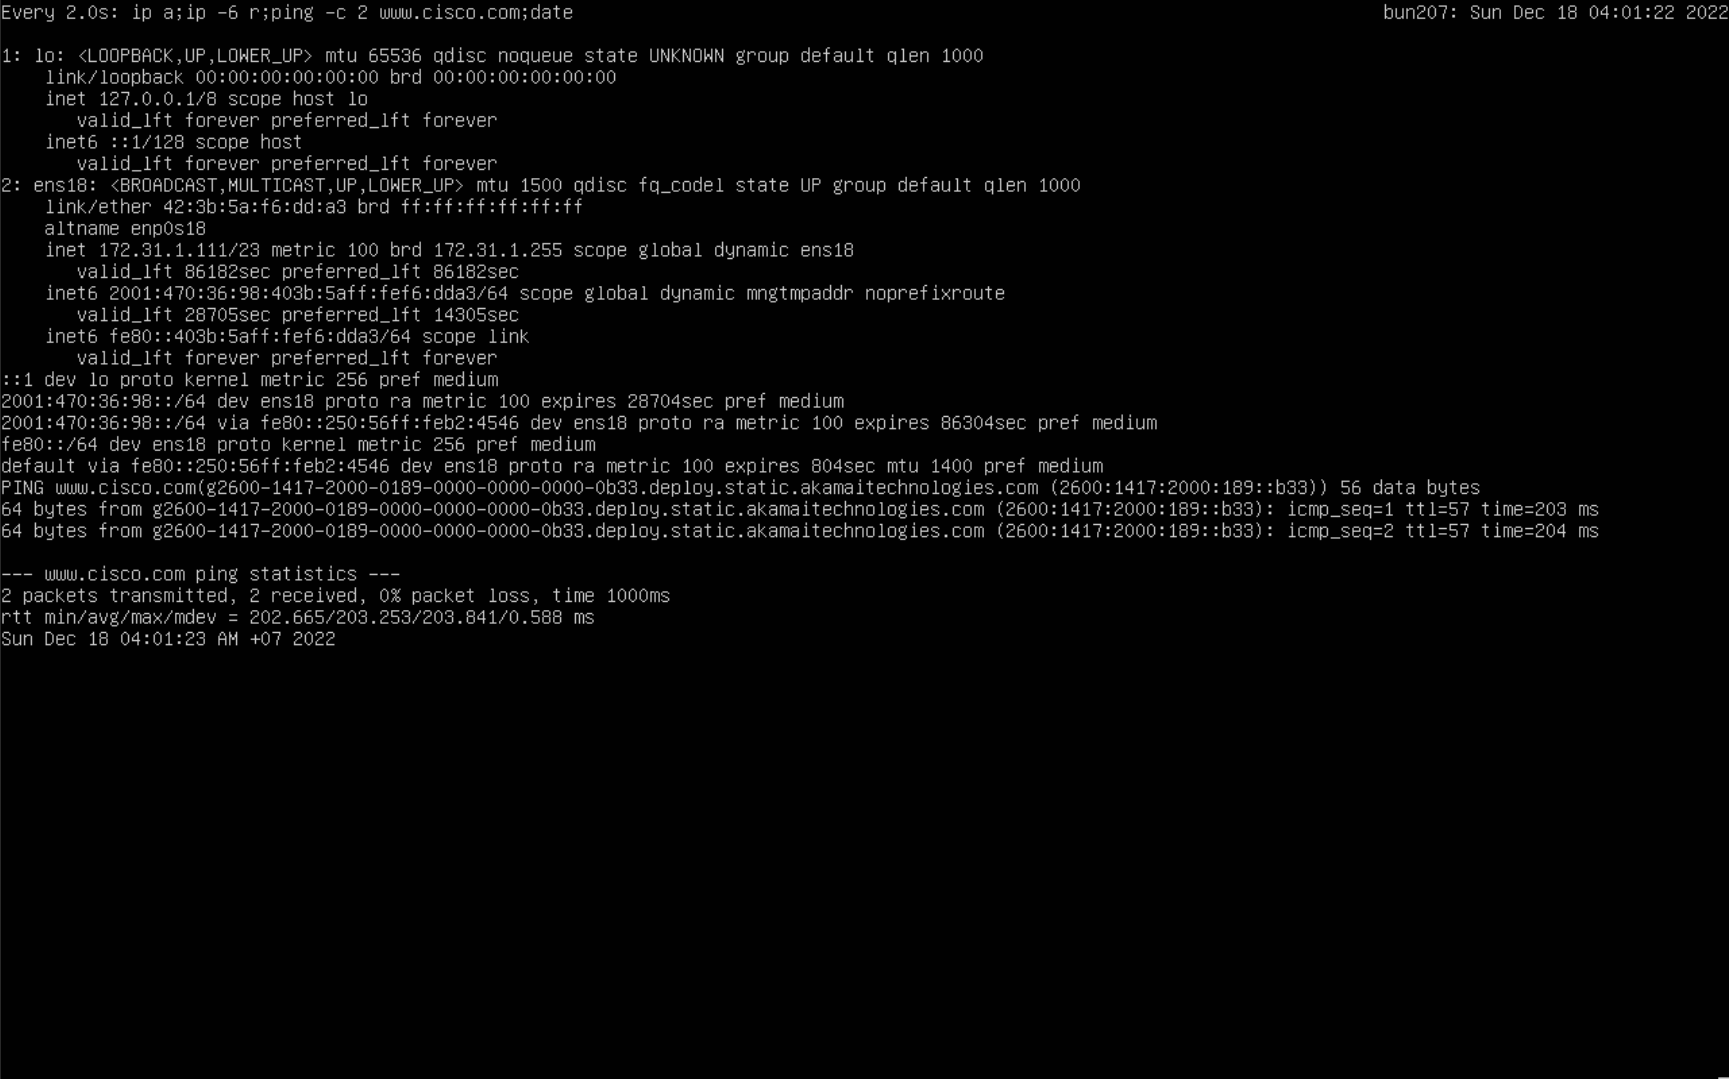 Every 2.0s: ip a;ip -6 r;ping -c 2 www.cisco.com;date bun207: Sun Dec 18 04:01:22 2022
1: lo: <LOOPBACK,UP,LOWER_UP> mtu 65536 qdisc noqueue state UNKNOWN group default qlen 1000
link/loopback 00:00:00:00:00:00 brd 00:00:00:00:00:00
inet 127.0.0.1/8 scope host lo
valid_lft forever preferred_lft forever
inet6 ::1/128 scope host
valid_lft forever preferred_lft forever
2: ens18: <BROADCAST,MULTICAST,UP,LOWER_UP> mtu 1500 qdisc fq_codel state UP group default qlen 1000
link/ether 42:3b:5a:f6:dd:a3 brd ff:ff:ff:ff:ff:ff
altname enp0s18
inet 172.31.1.111/23 metric 100 brd 172.31.1.255 scope global dynamic ens18
valid_lft 86182sec preferred_lft 86182sec
inet6 2001:470:36:98:403b:5aff:fef6:dda3/64 scope global dynamic mngtmpaddr noprefixroute
valid_lft 28705sec preferred_lft 14305sec
inet6 fe80::403b:5aff:fef6:dda3/64 scope link
valid_lft forever preferred_lft forever
::1 dev lo proto kernel metric 256 pref medium
2001:470:36:98::/64 dev ens18 proto ra metric 100 expires 28704sec pref medium
2001:470:36:98::/64 via fe80::250:56ff:feb2:4546 dev ens18 proto ra metric 100 expires 86304sec pref medium
fe80::/64 dev ens18 proto kernel metric 256 pref medium
default via fe80::250:56ff:feb2:4546 dev ens18 proto ra metric 100 expires 804sec mtu 1400 pref medium
PING www.cisco.com(g2600-1417-2000-0189-0000-0000-0000-0b33.deploy.static.akamaitechnologies.com (2600:1417:2000:189::b33)) 56 data bytes
64 bytes from g2600-1417-2000-0189-0000-0000-0000-0b33.deploy.static.akamaitechnologies.com (2600:1417:2000:189::b33): icmp_seq=1 ttl=57 time=203 ms
64 bytes from g2600-1417-2000-0189-0000-0000-0000-0b33.deploy.static.akamaitechnologies.com (2600:1417:2000:189::b33): icmp_seq=2 ttl=57 time=204 ms
--- www.cisco.com ping statistics ---
2 packets transmitted, 2 received, 0% packet loss, time 1000ms
rtt min/avg/max/mdev = 202.665/203.253/203.841/0.588 ms
Sun Dec 18 04:01:23 AM +07 2022